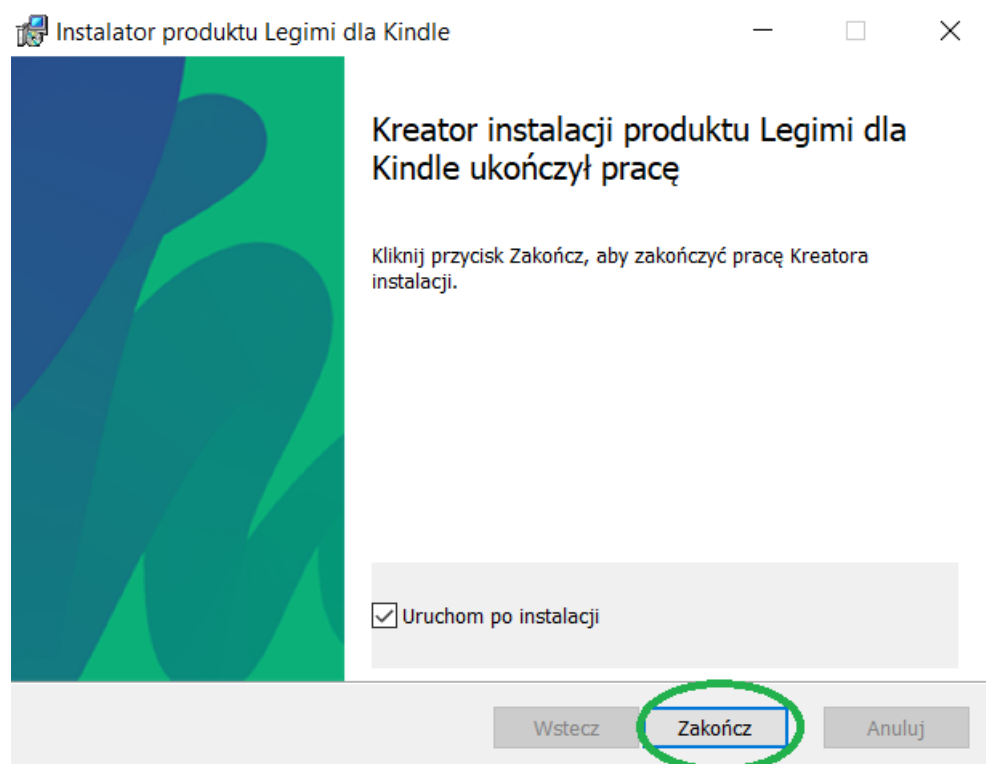 Instalator produktu Legimi dla Kindle
Kreator instalacji produktu Legimi dla
Kindle ukończył pracę
Kliknij przycisk Zakończ, aby zakończyć pracę Kreatora
instalacji.
Uruchom po instalacji
Wstecz
Zakończ
Anuluj